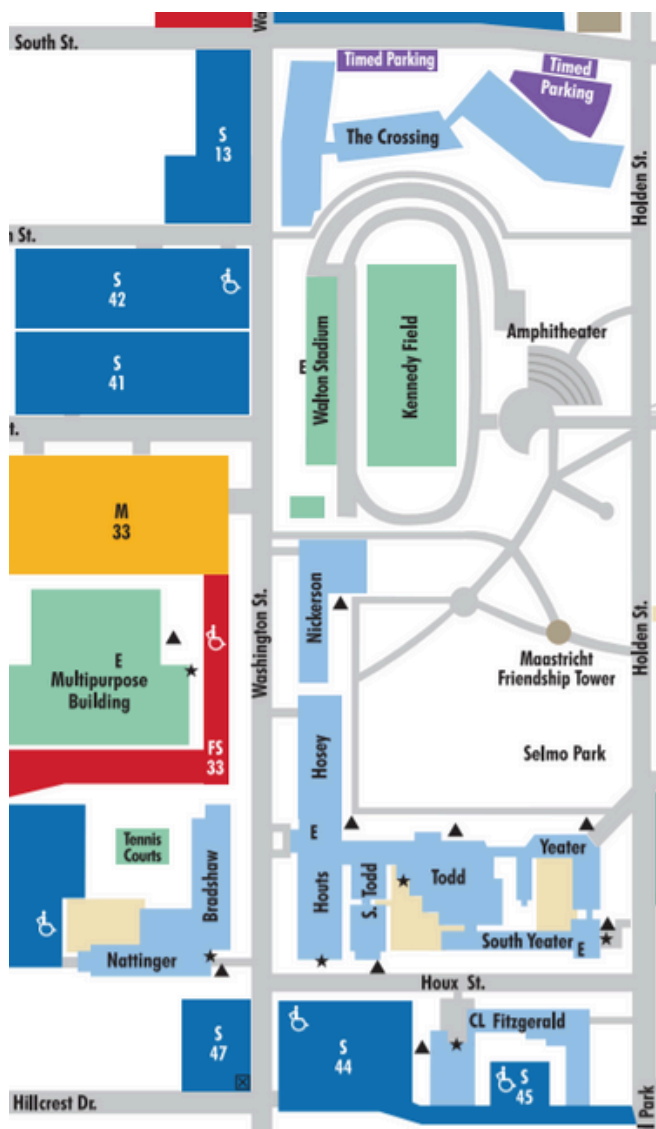 Wa
South St.
Timed Parking
Timed
Parking
The Crossing
S
13
Holden St.
n St.
S
42
S
41
E
Walton Stadium
Kennedy Field
Amphitheater
t.
M
33
Washington St.
Nickerson
E
Multipurpose
Building
Maastricht
Friendship Tower
Holden St.
Selmo Park
FS
33
Hosey
E
Tennis
Courts
Bradshaw
Houts
S. Todd
Todd
Yeater
South Yeater
E
Nattinger
Houx St.
CL Fitzgerald
S
47
S
44
S
45
Hillcrest Dr.
l Park